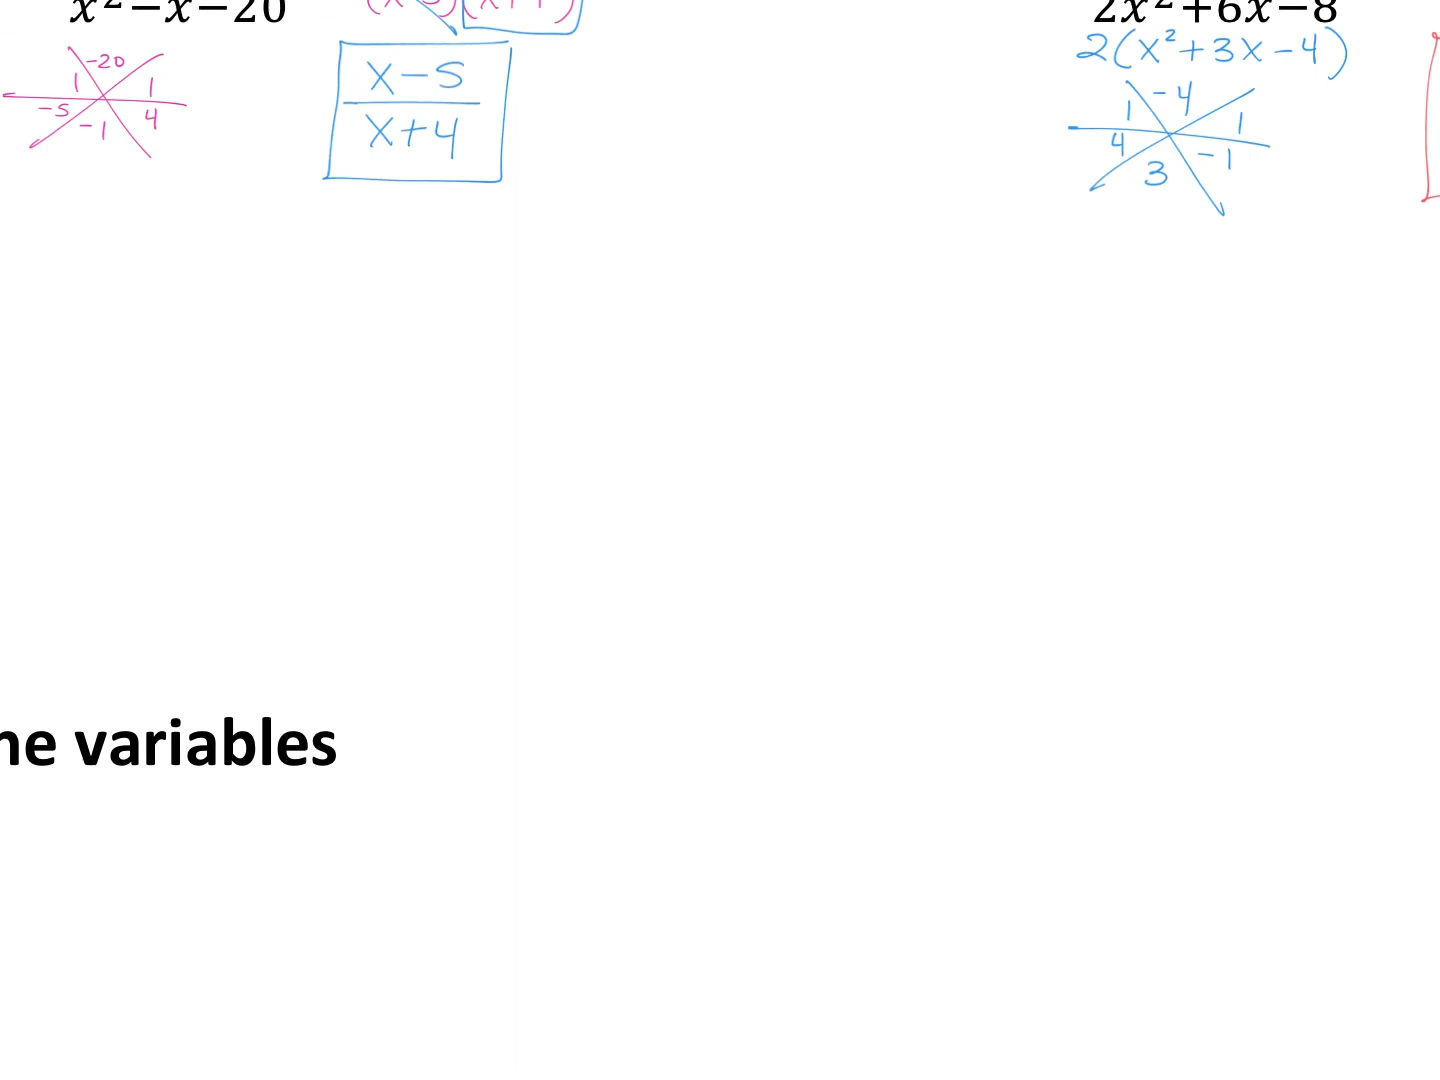 x²−x−20
-20
1 1
-5 4
-1
x-5
x+4
2x²+6x−8
2(x²+3x-4)
-4
1 1
4 -1
3
variables